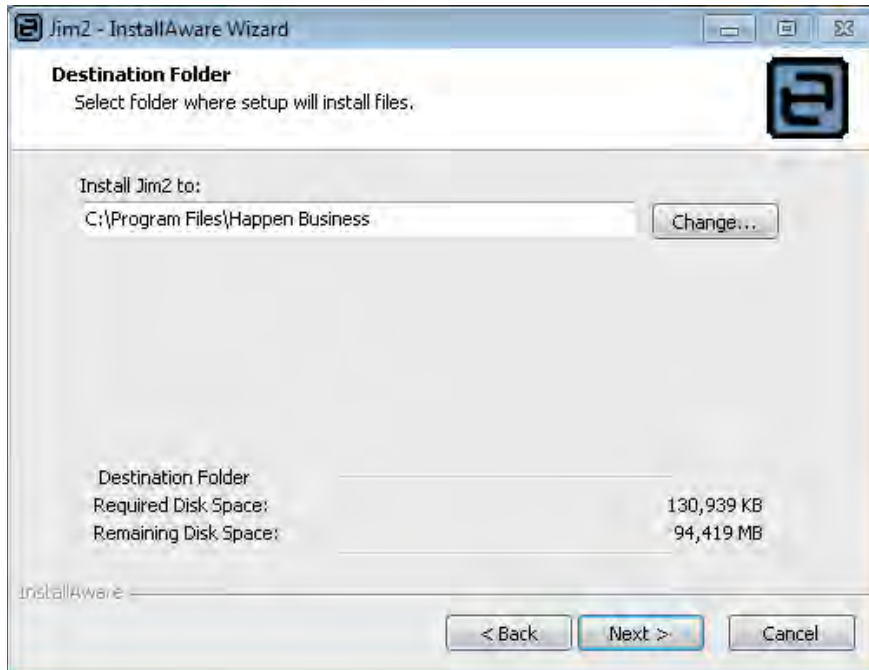 Jim2 - InstallAware Wizard
Destination Folder
Select folder where setup will install files.
Install Jim2 to:
C:\Program Files\Happen Business
Change...
Destination Folder
Required Disk Space: 130,939 KB
Remaining Disk Space: 94,419 MB
InstallAware
< Back Next > Cancel